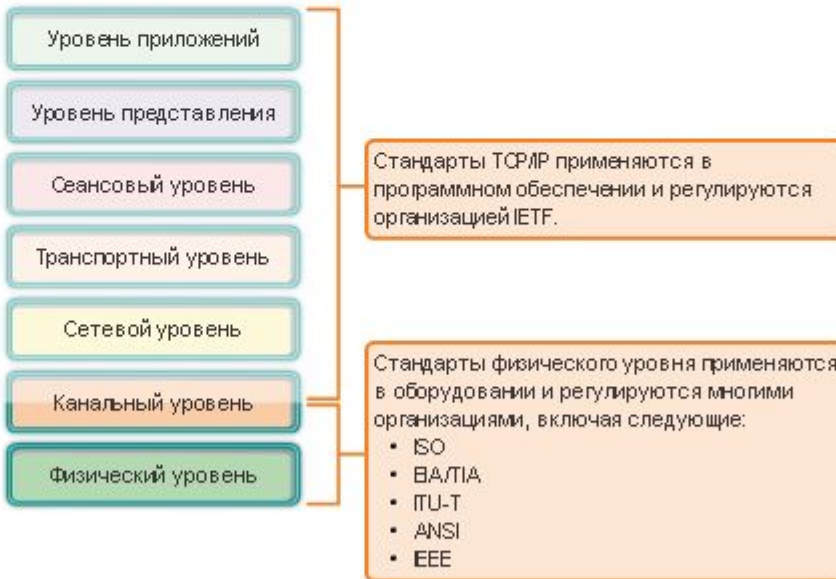 Уровень приложений
Уровень представления
Сеансовый уровень
Транспортный уровень
Сетевой уровень
Канальный уровень
Физический уровень
Стандарты TCP/IP применяются в
программном обеспечении и регулируются
организацией IETF.
Стандарты физического уровня применяются
в оборудовании и регулируются многими
организациями, включая следующие:
• ISO
• EIA/TIA
• ITU-T
• ANSI
• IEEE